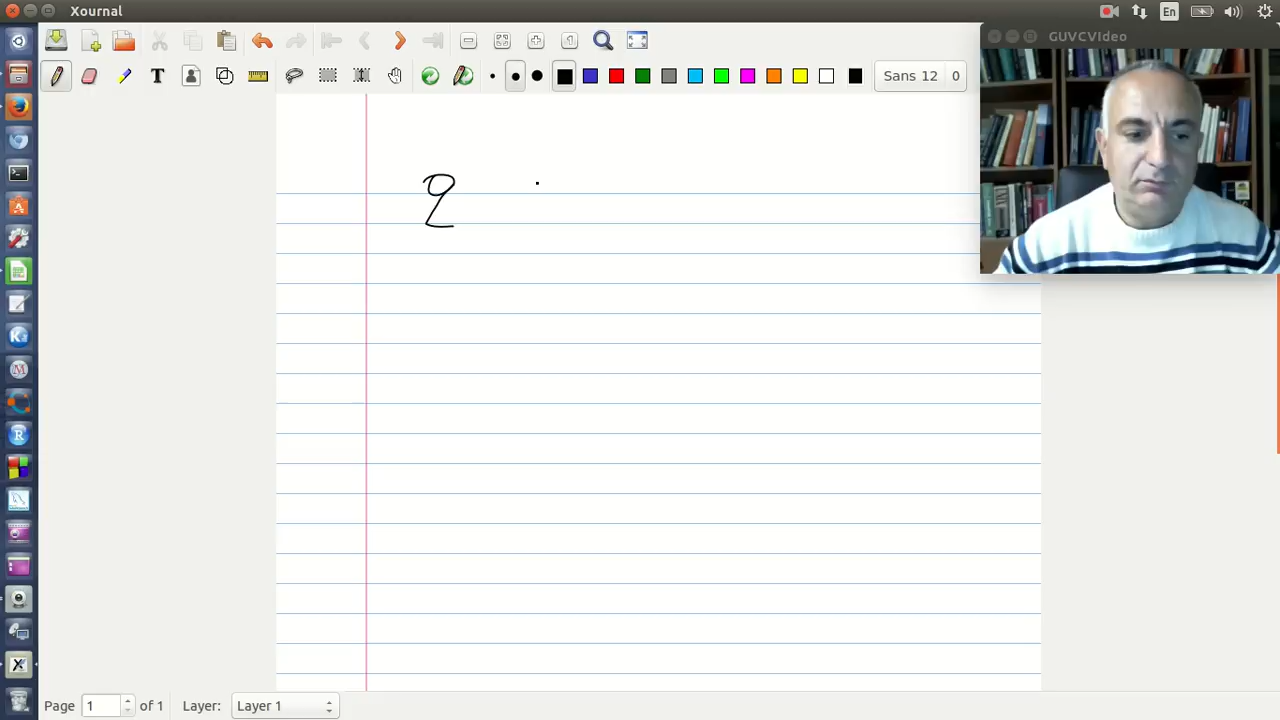 Xournal
En
GUVCVIdeo
Sans 12 0
Page 1 of 1 Layer: Layer 1